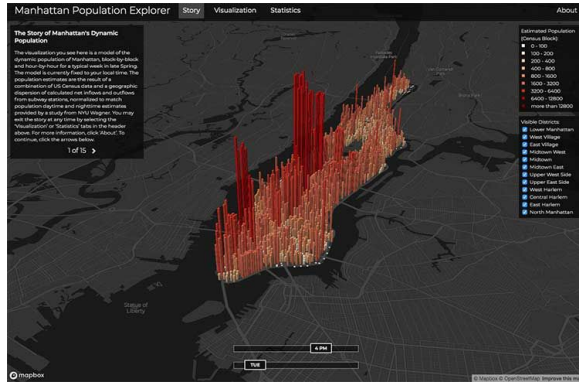 Manhattan Population Explorer
Story
Visualization
Statistics
About
The Story of Manhattan's Dynamic
Population
The visualization you see here is a model of the
dynamic population of Manhattan, block-by-block
and hour-by-hour for a typical week in late Spring.
The model is currently fixed to your local time. The
population estimates are the result of a
combination of US Census data and a geographic
dispersion of calculated net inflows and outflows
from subway stations, normalized to match
population daytime and nighttime estimates
provided by a study from NYU Wagner. You may
exit the story at any time by selecting the
'Visualization' or 'Statistics' tabs in the header
above. For more information, click 'About'. To
continue, click the arrow below.
1 of 15
Estimated Population
(Census Block)
0 - 100
100 - 200
200 - 400
400 - 800
800 - 1600
1600 - 3200
3200 - 6400
6400 - 12800
more than 12800
Visible Districts:
Lower Manhattan
West Village
East Village
Midtown West
Midtown
Midtown East
Upper West Side
Upper East Side
West Harlem
Central Harlem
East Harlem
North Manhattan
Statue of
Liberty
4 PM
TUE
mapbox
© Mapbox © OpenStreetMap Improve this m